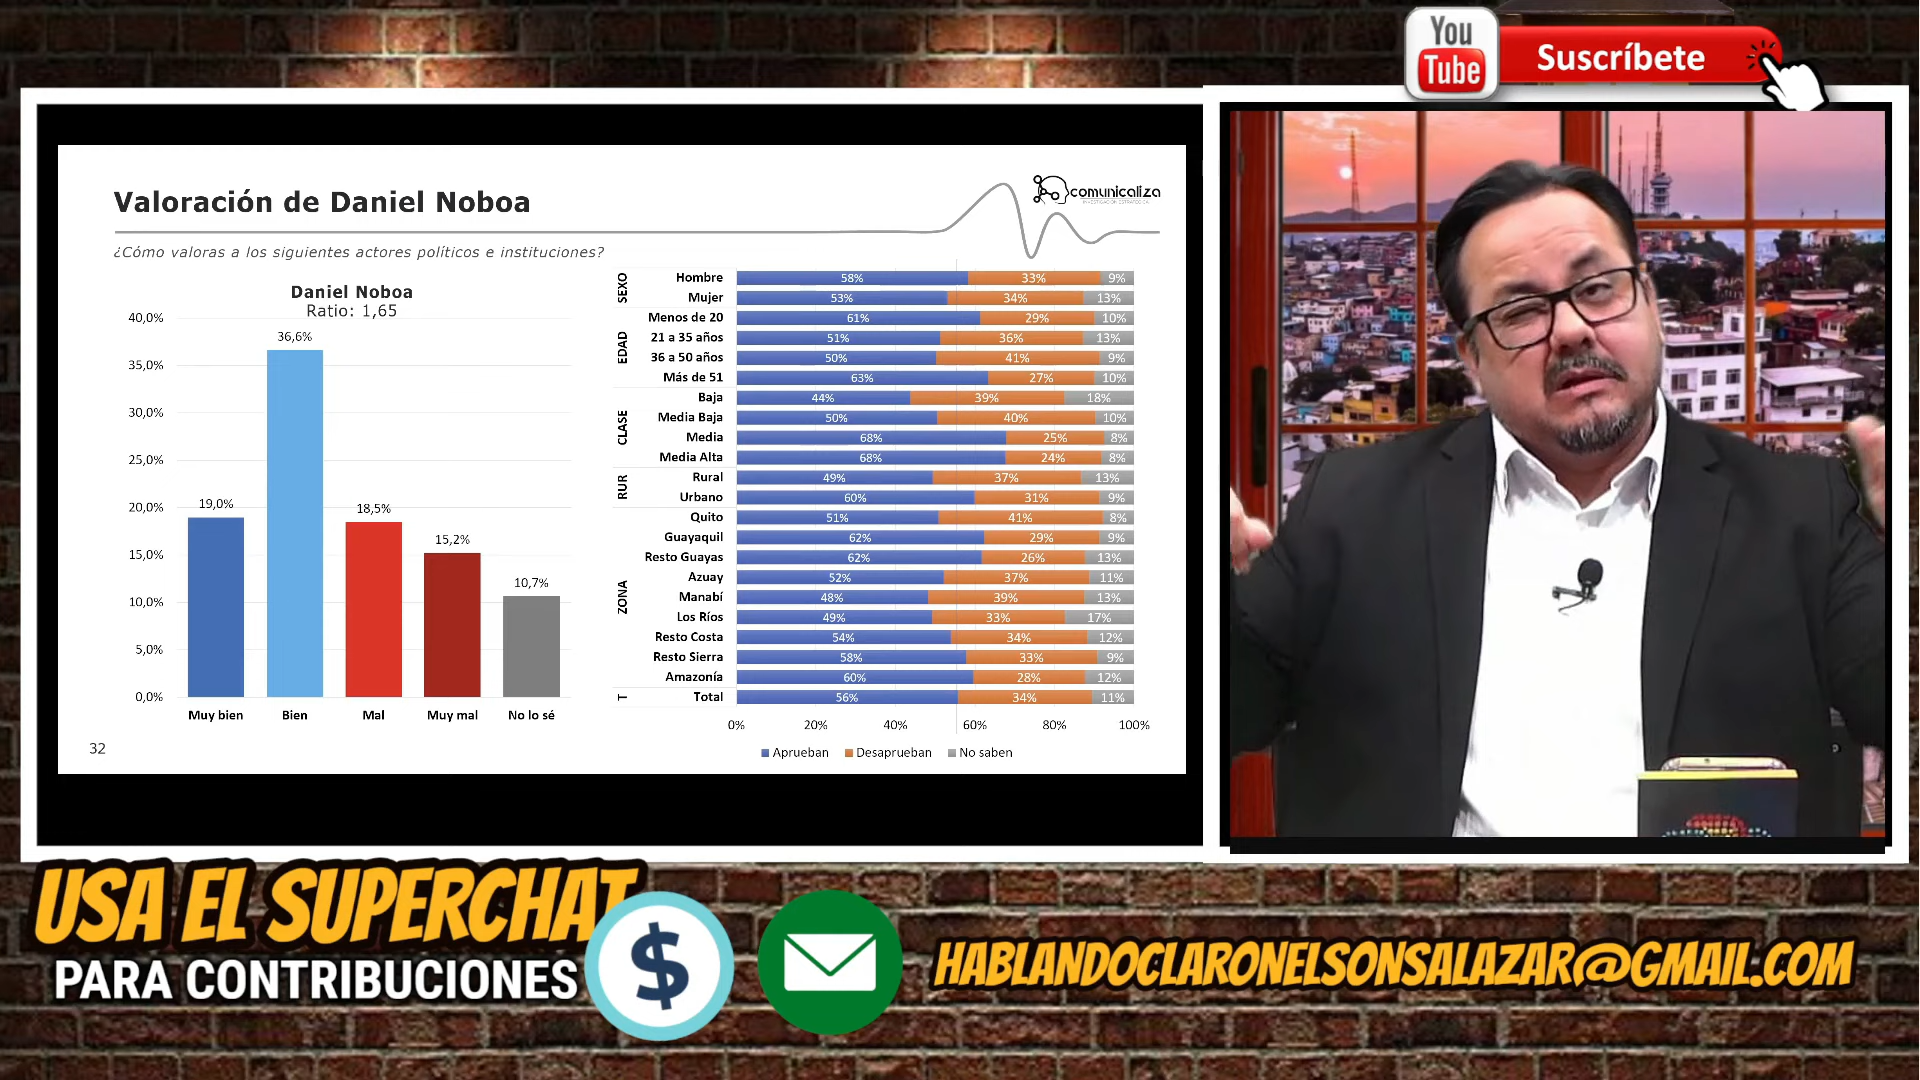 You
Tube
Suscríbete
Valoración de Daniel Noboa
comunicaliza
¿Cómo valoras a los siguientes actores políticos e instituciones?
Daniel Noboa
Ratio: 1,65
40,0%
35,0%
30,0%
25,0%
20,0%
15,0%
10,0%
5,0%
0,0%
19,0%
36,6%
18,5%
15,2%
10,7%
Muy bien Bien Mal Muy mal No lo sé
32
SEXO
Hombre 58% 33% 9%
Mujer 53% 34% 13%
EDAD
Menos de 20 61% 29% 10%
21 a 35 años 51% 36% 13%
36 a 50 años 50% 41% 9%
Más de 51 63% 27% 10%
CLASE
Baja 44% 39% 18%
Media Baja 50% 40% 10%
Media 68% 25% 8%
Media Alta 68% 24% 8%
RUR
Rural 49% 37% 13%
Urbano 60% 31% 9%
ZONA
Quito 51% 41% 8%
Guayaquil 62% 29% 9%
Resto Guayas 62% 26% 13%
Azuay 52% 37% 11%
Manabí 48% 39% 13%
Los Ríos 49% 33% 17%
Resto Costa 54% 34% 12%
Resto Sierra 58% 33% 9%
Amazonía 60% 28% 12%
T
Total 56% 34% 11%
0% 20% 40% 60% 80% 100%
Aprueban Desaprueban No saben
USA EL SUPERCHAT
PARA CONTRIBUCIONES
$
HABLANDOCLARONELSONSALAZAR@GMAIL.COM